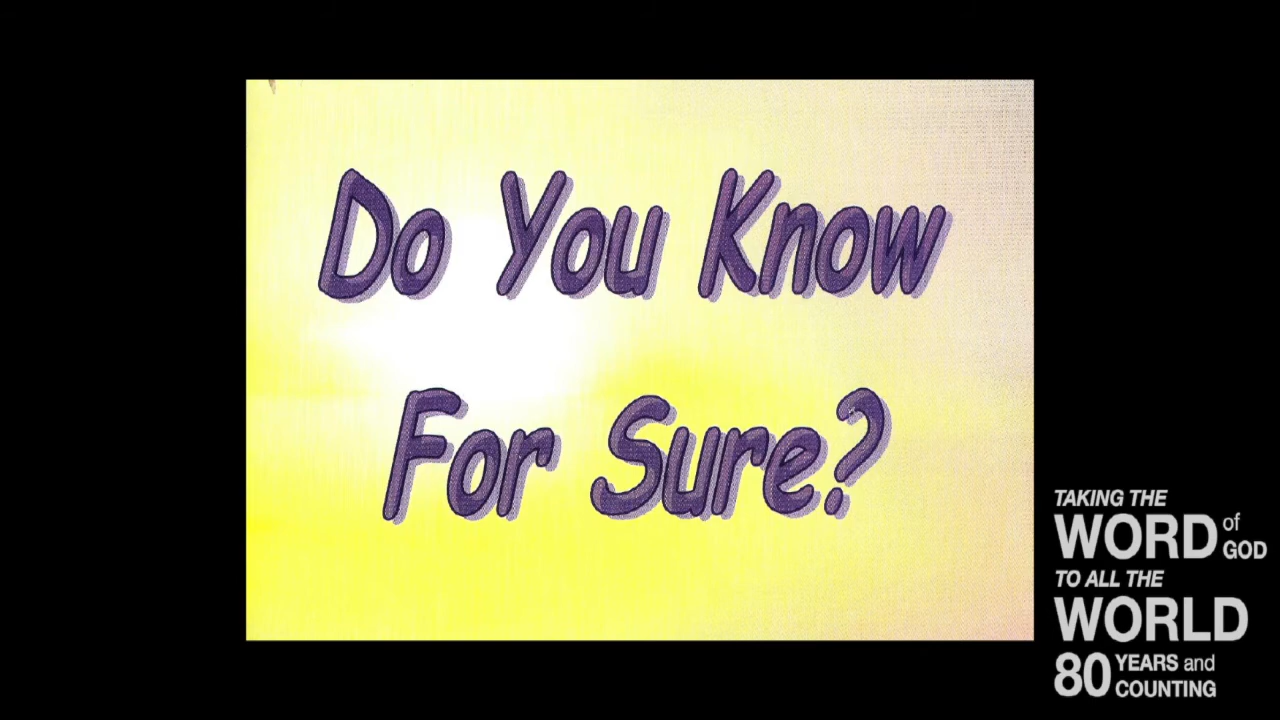 Do You Know
For Sure?
TAKING THE
WORD of GOD
TO ALL THE
WORLD
80 YEARS and
COUNTING